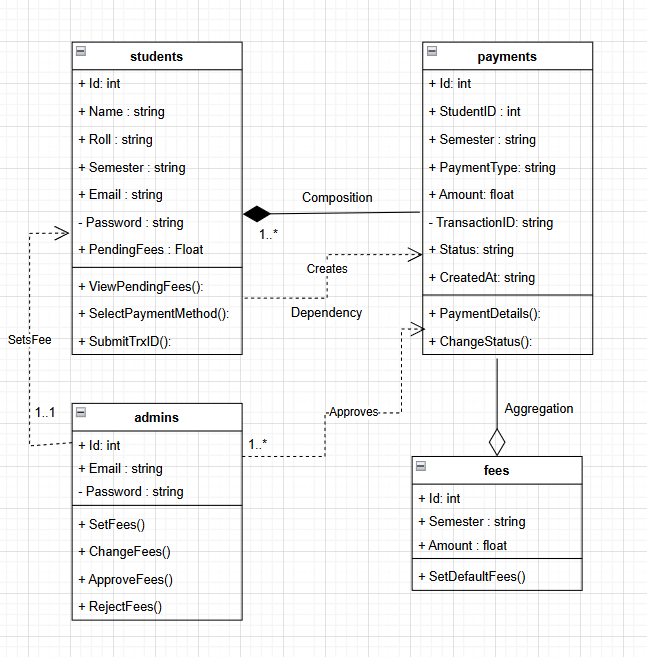 students
+ Id: int
+ Name : string
+ Roll : string
+ Semester : string
+ Email : string
- Password : string
+ PendingFees : Float
+ ViewPendingFees():
+ SelectPaymentMethod():
+ SubmitTrxID():
payments
+ Id: int
+ StudentID : int
+ Semester : string
+ PaymentType: string
+ Amount: float
- TransactionID: string
+ Status: string
+ CreatedAt: string
+ PaymentDetails():
+ ChangeStatus():
Composition
1..*
Creates
Dependency
SetsFee
1..1
Approves
1..*
Aggregation
admins
+ Id: int
+ Email : string
- Password : string
+ SetFees()
+ ChangeFees()
+ ApproveFees()
+ RejectFees()
fees
+ Id: int
+ Semester : string
+ Amount : float
+ SetDefaultFees()